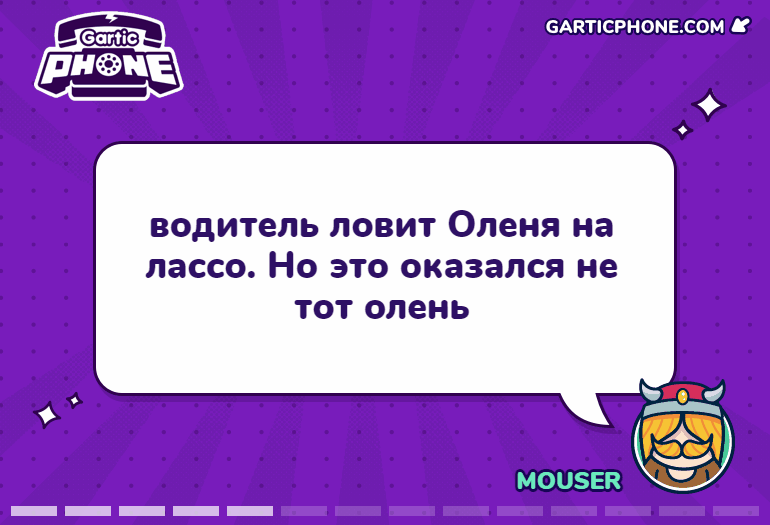 Gartic
PHONE
GARTICPHONE.COM
водитель ловит Оленя на
лассо. Но это оказался не
тот олень
MOUSER